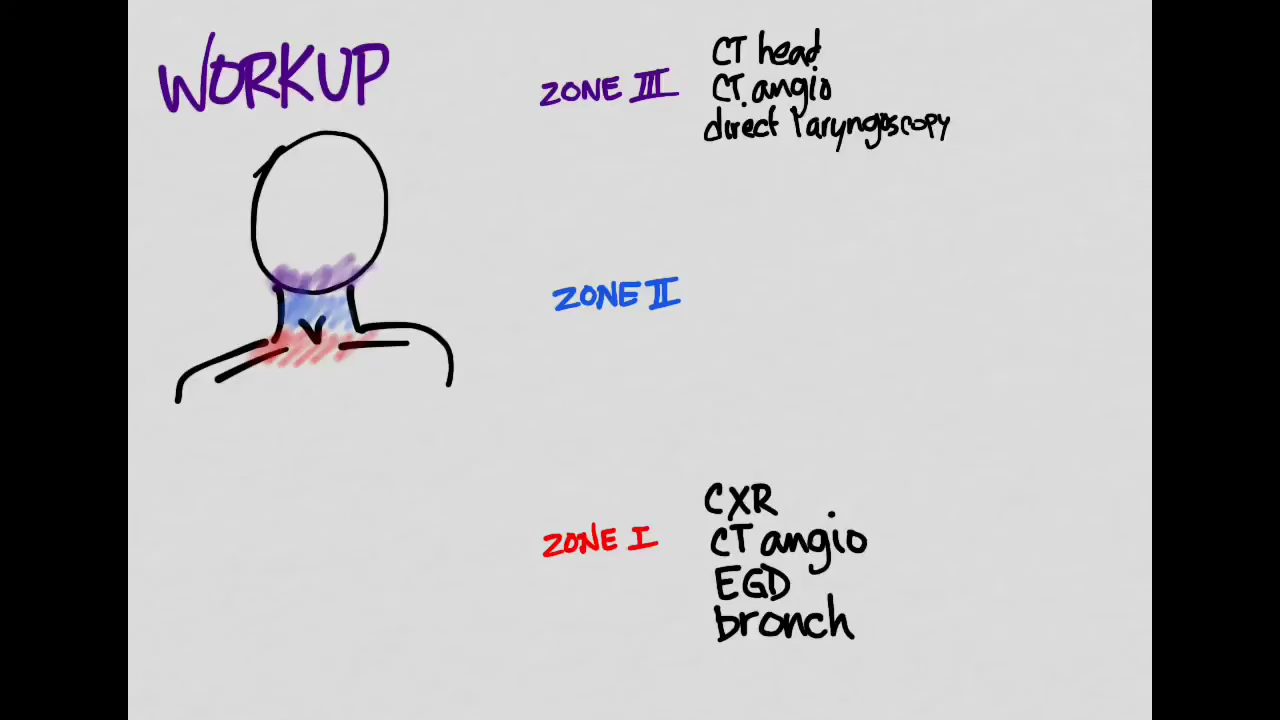 WORKUP
ZONE III
CT head
CT angio
direct laryngoscopy
ZONE II
ZONE I
CXR
CT angio
EGD
bronch